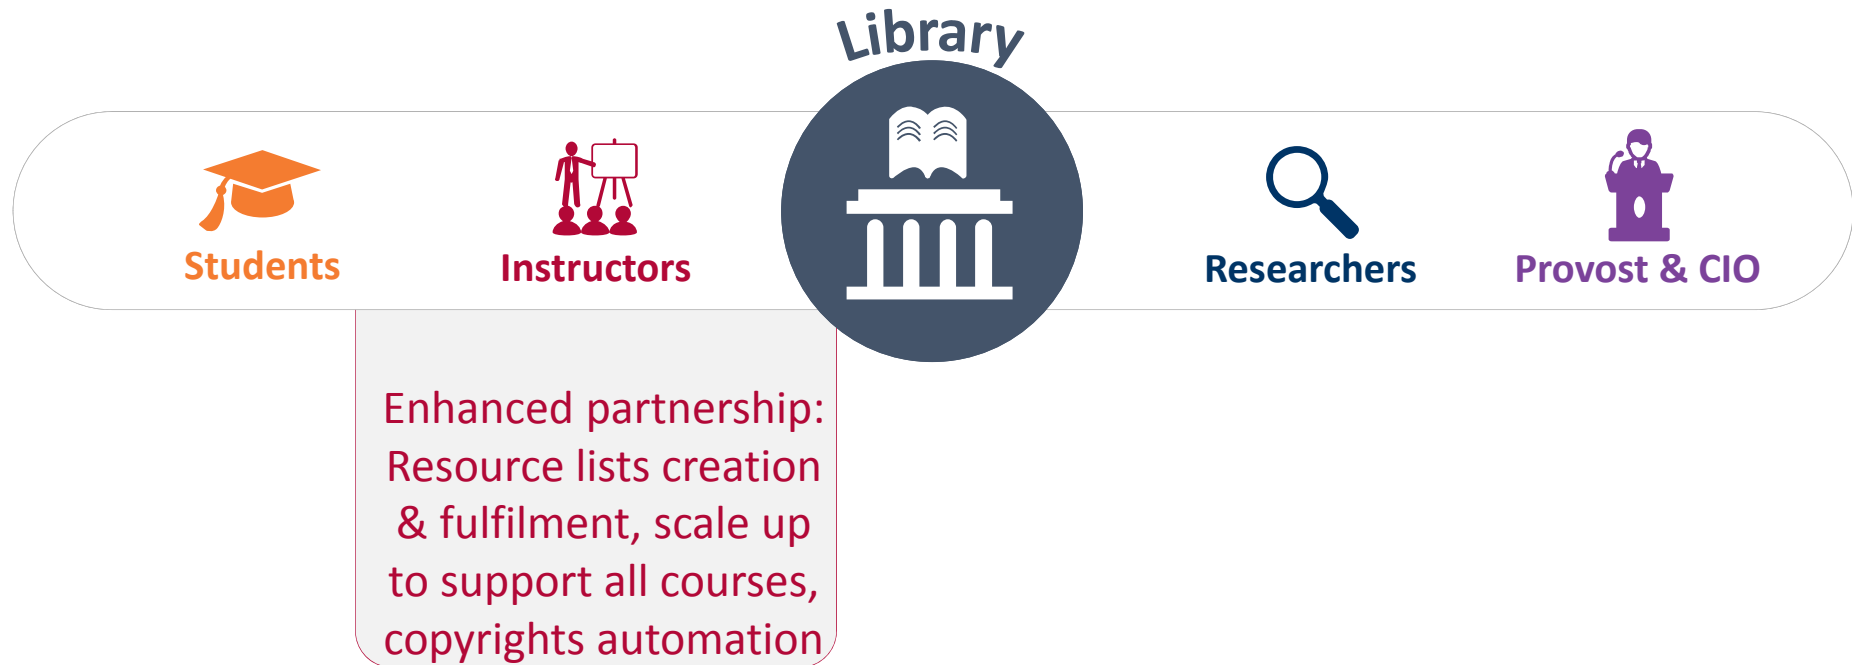 Library
Students
Instructors
Researchers
Provost & CIO
Enhanced partnership:
Resource lists creation
& fulfilment, scale up
to support all courses,
copyrights automation